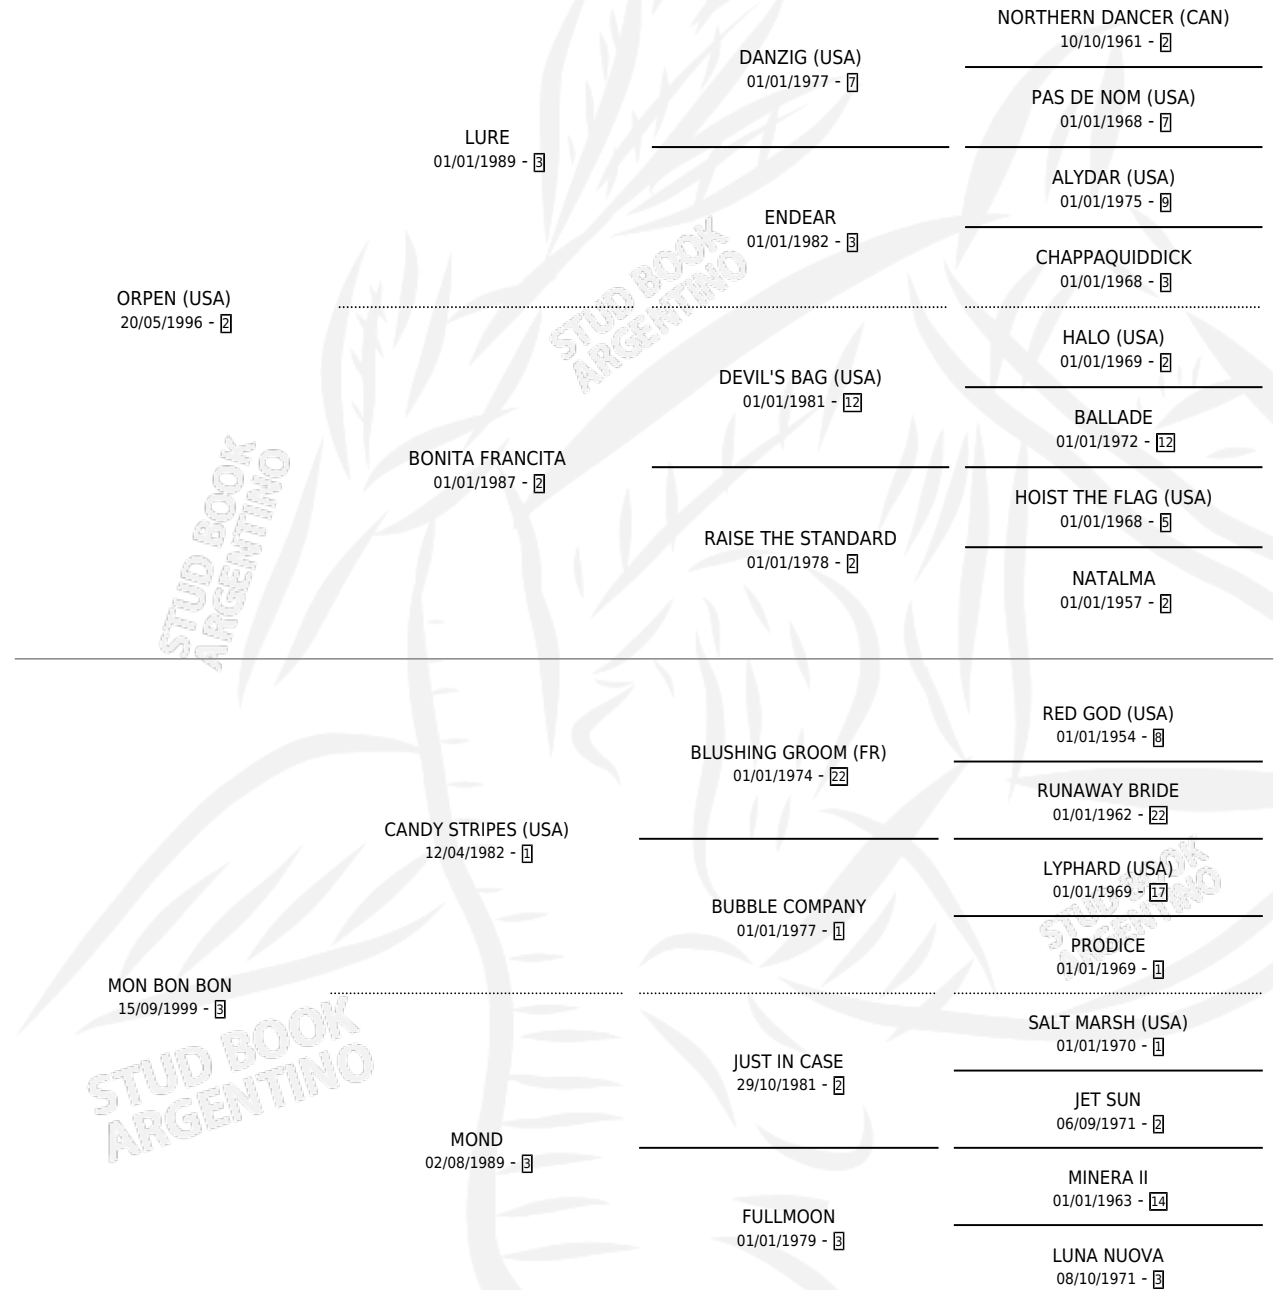 NORTHERN DANCER (CAN)
10/10/1961 - 2
DANZIG (USA)
01/01/1977 - 7
PAS DE NOM (USA)
01/01/1968 - 7
LURE
01/01/1989 - 3
ALYDAR (USA)
01/01/1975 - 9
ENDEAR
01/01/1982 - 3
CHAPPAQUIDDICK
01/01/1968 - 3
ORPEN (USA)
20/05/1996 - 2
HALO (USA)
01/01/1969 - 2
DEVIL'S BAG (USA)
01/01/1981 - 12
BALLADE
01/01/1972 - 12
BONITA FRANCITA
01/01/1987 - 2
HOIST THE FLAG (USA)
01/01/1968 - 5
RAISE THE STANDARD
01/01/1978 - 2
NATALMA
01/01/1957 - 2
RED GOD (USA)
01/01/1954 - 8
BLUSHING GROOM (FR)
01/01/1974 - 22
RUNAWAY BRIDE
01/01/1962 - 22
CANDY STRIPES (USA)
12/04/1982 - 1
LYPHARD (USA)
01/01/1969 - 17
BUBBLE COMPANY
01/01/1977 - 1
PRODICE
01/01/1969 - 1
MON BON BON
15/09/1999 - 3
SALT MARSH (USA)
01/01/1970 - 1
JUST IN CASE
29/10/1981 - 2
JET SUN
06/09/1971 - 2
MOND
02/08/1989 - 3
MINERA II
01/01/1963 - 14
FULLMOON
01/01/1979 - 3
LUNA NUOVA
08/10/1971 - 3
STUD BOOK
ARGENTINO
STUD BOOK
ARGENTINO
STUD BOOK
ARGENTINO
STUD BOOK
ARGENTINO